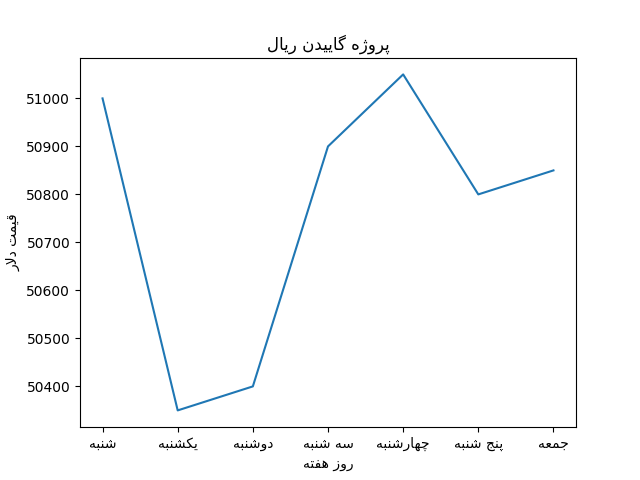 پروژه گاییدن ریال
قیمت دلار
51000
50900
50800
50700
50600
50500
50400
شنبه
یکشنبه
دوشنبه
سه شنبه
چهارشنبه
پنج شنبه
جمعه
روز هفته